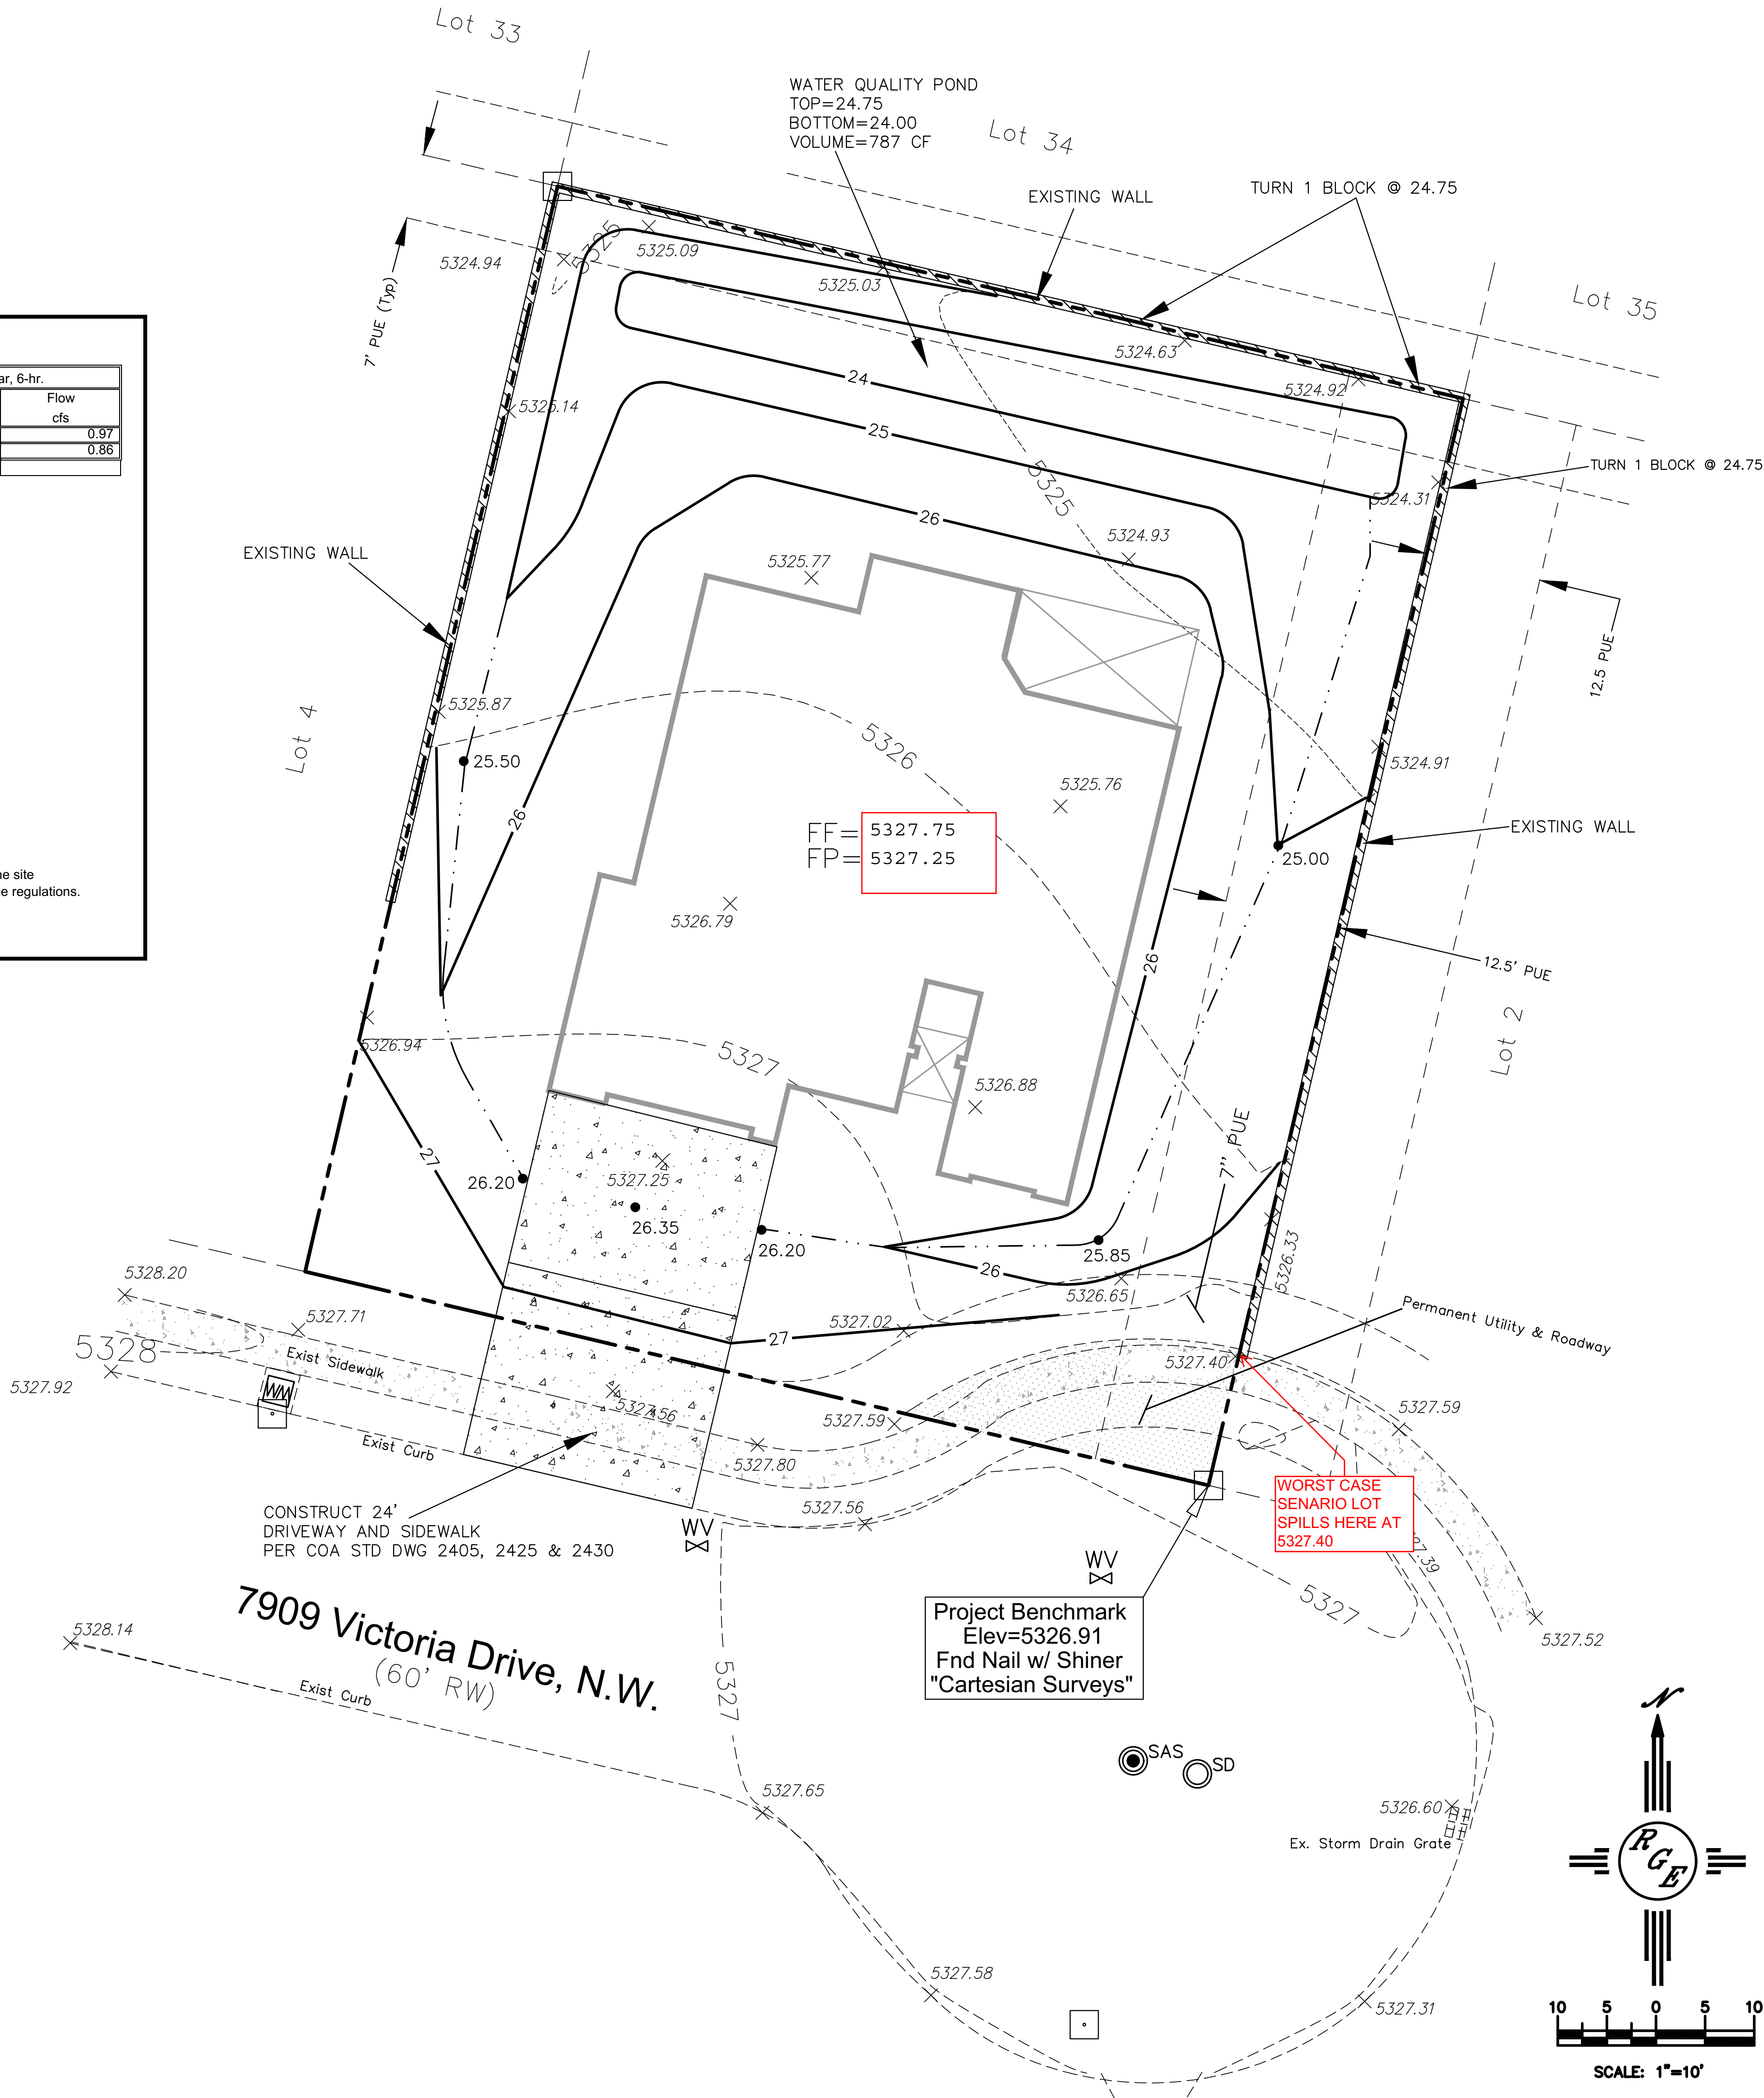 Lot 33
WATER QUALITY POND
TOP=24.75
BOTTOM=24.00
VOLUME=787 CF
Lot 34
EXISTING WALL
TURN 1 BLOCK @ 24.75
Lot 35
5325
5325.09
5324.94
5325.03
7' PUE (Typ)
5324.63
5324.92
24
5325.14
25
5325
5324.31
TURN 1 BLOCK @ 24.75
ar, 6-hr.
Flow
cfs
0.97
0.86
26
5324.93
EXISTING WALL
5325.77
12.5 PUE
5325.87
Lot 4
5326
25.50
5324.91
5325.76
26
FF= 5327.75
FP= 5327.25
EXISTING WALL
25.00
ne site
e regulations.
5326.79
26
12.5' PUE
Lot 2
5326.94
5327
5326.88
7" PUE
27
26.20
5327.25
26.35
26.20
25.85
26
5326.65
5326.33
5328.20
5327.71
5327.02
27
Permanent Utility & Roadway
5328
Exist Sidewalk
5327.40
5327.92
WM
5327.56
5327.59
5327.59
Exist Curb
5327.80
WORST CASE
SENARIO LOT
SPILLS HERE AT
5327.40
7.39
5327.56
CONSTRUCT 24'
DRIVEWAY AND SIDEWALK
PER COA STD DWG 2405, 2425 & 2430
WV
WV
5327
7909 Victoria Drive, N.W.
(60' RW)
Project Benchmark
Elev=5326.91
Fnd Nail w/ Shiner
"Cartesian Surveys"
5328.14
5327.52
Exist Curb
5327
N
SAS
SD
5327.65
5326.60
Ex. Storm Drain Grate
RGE
5327.58
5327.31
10 5 0 5 10
SCALE: 1"=10'